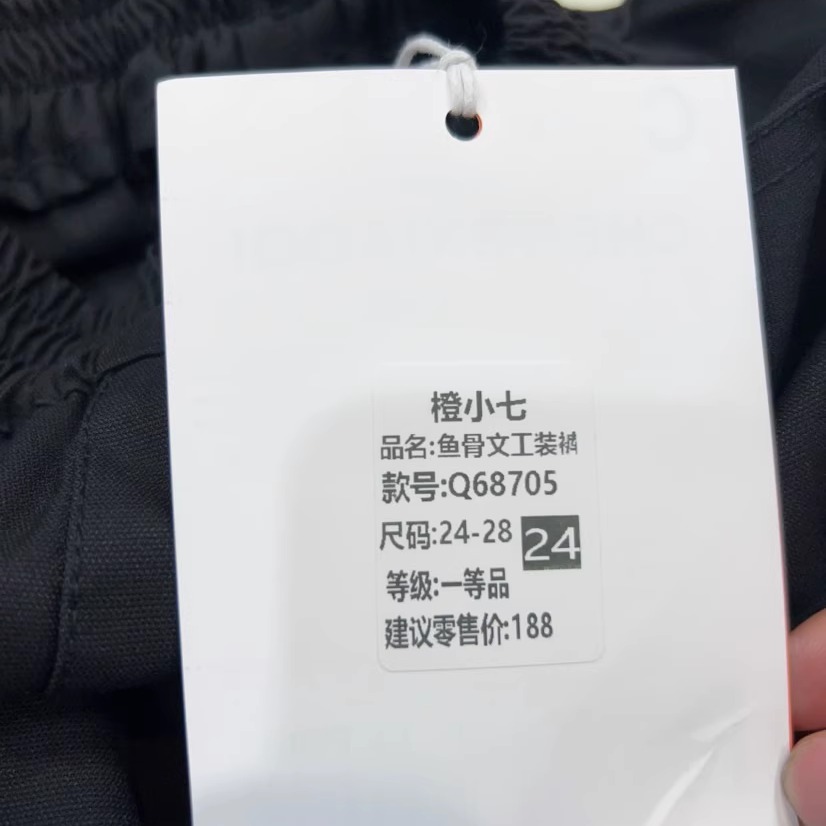 橙小七
品名:鱼骨文工装裤
款号:Q68705
尺码:24-28 24
等级:一等品
建议零售价:188